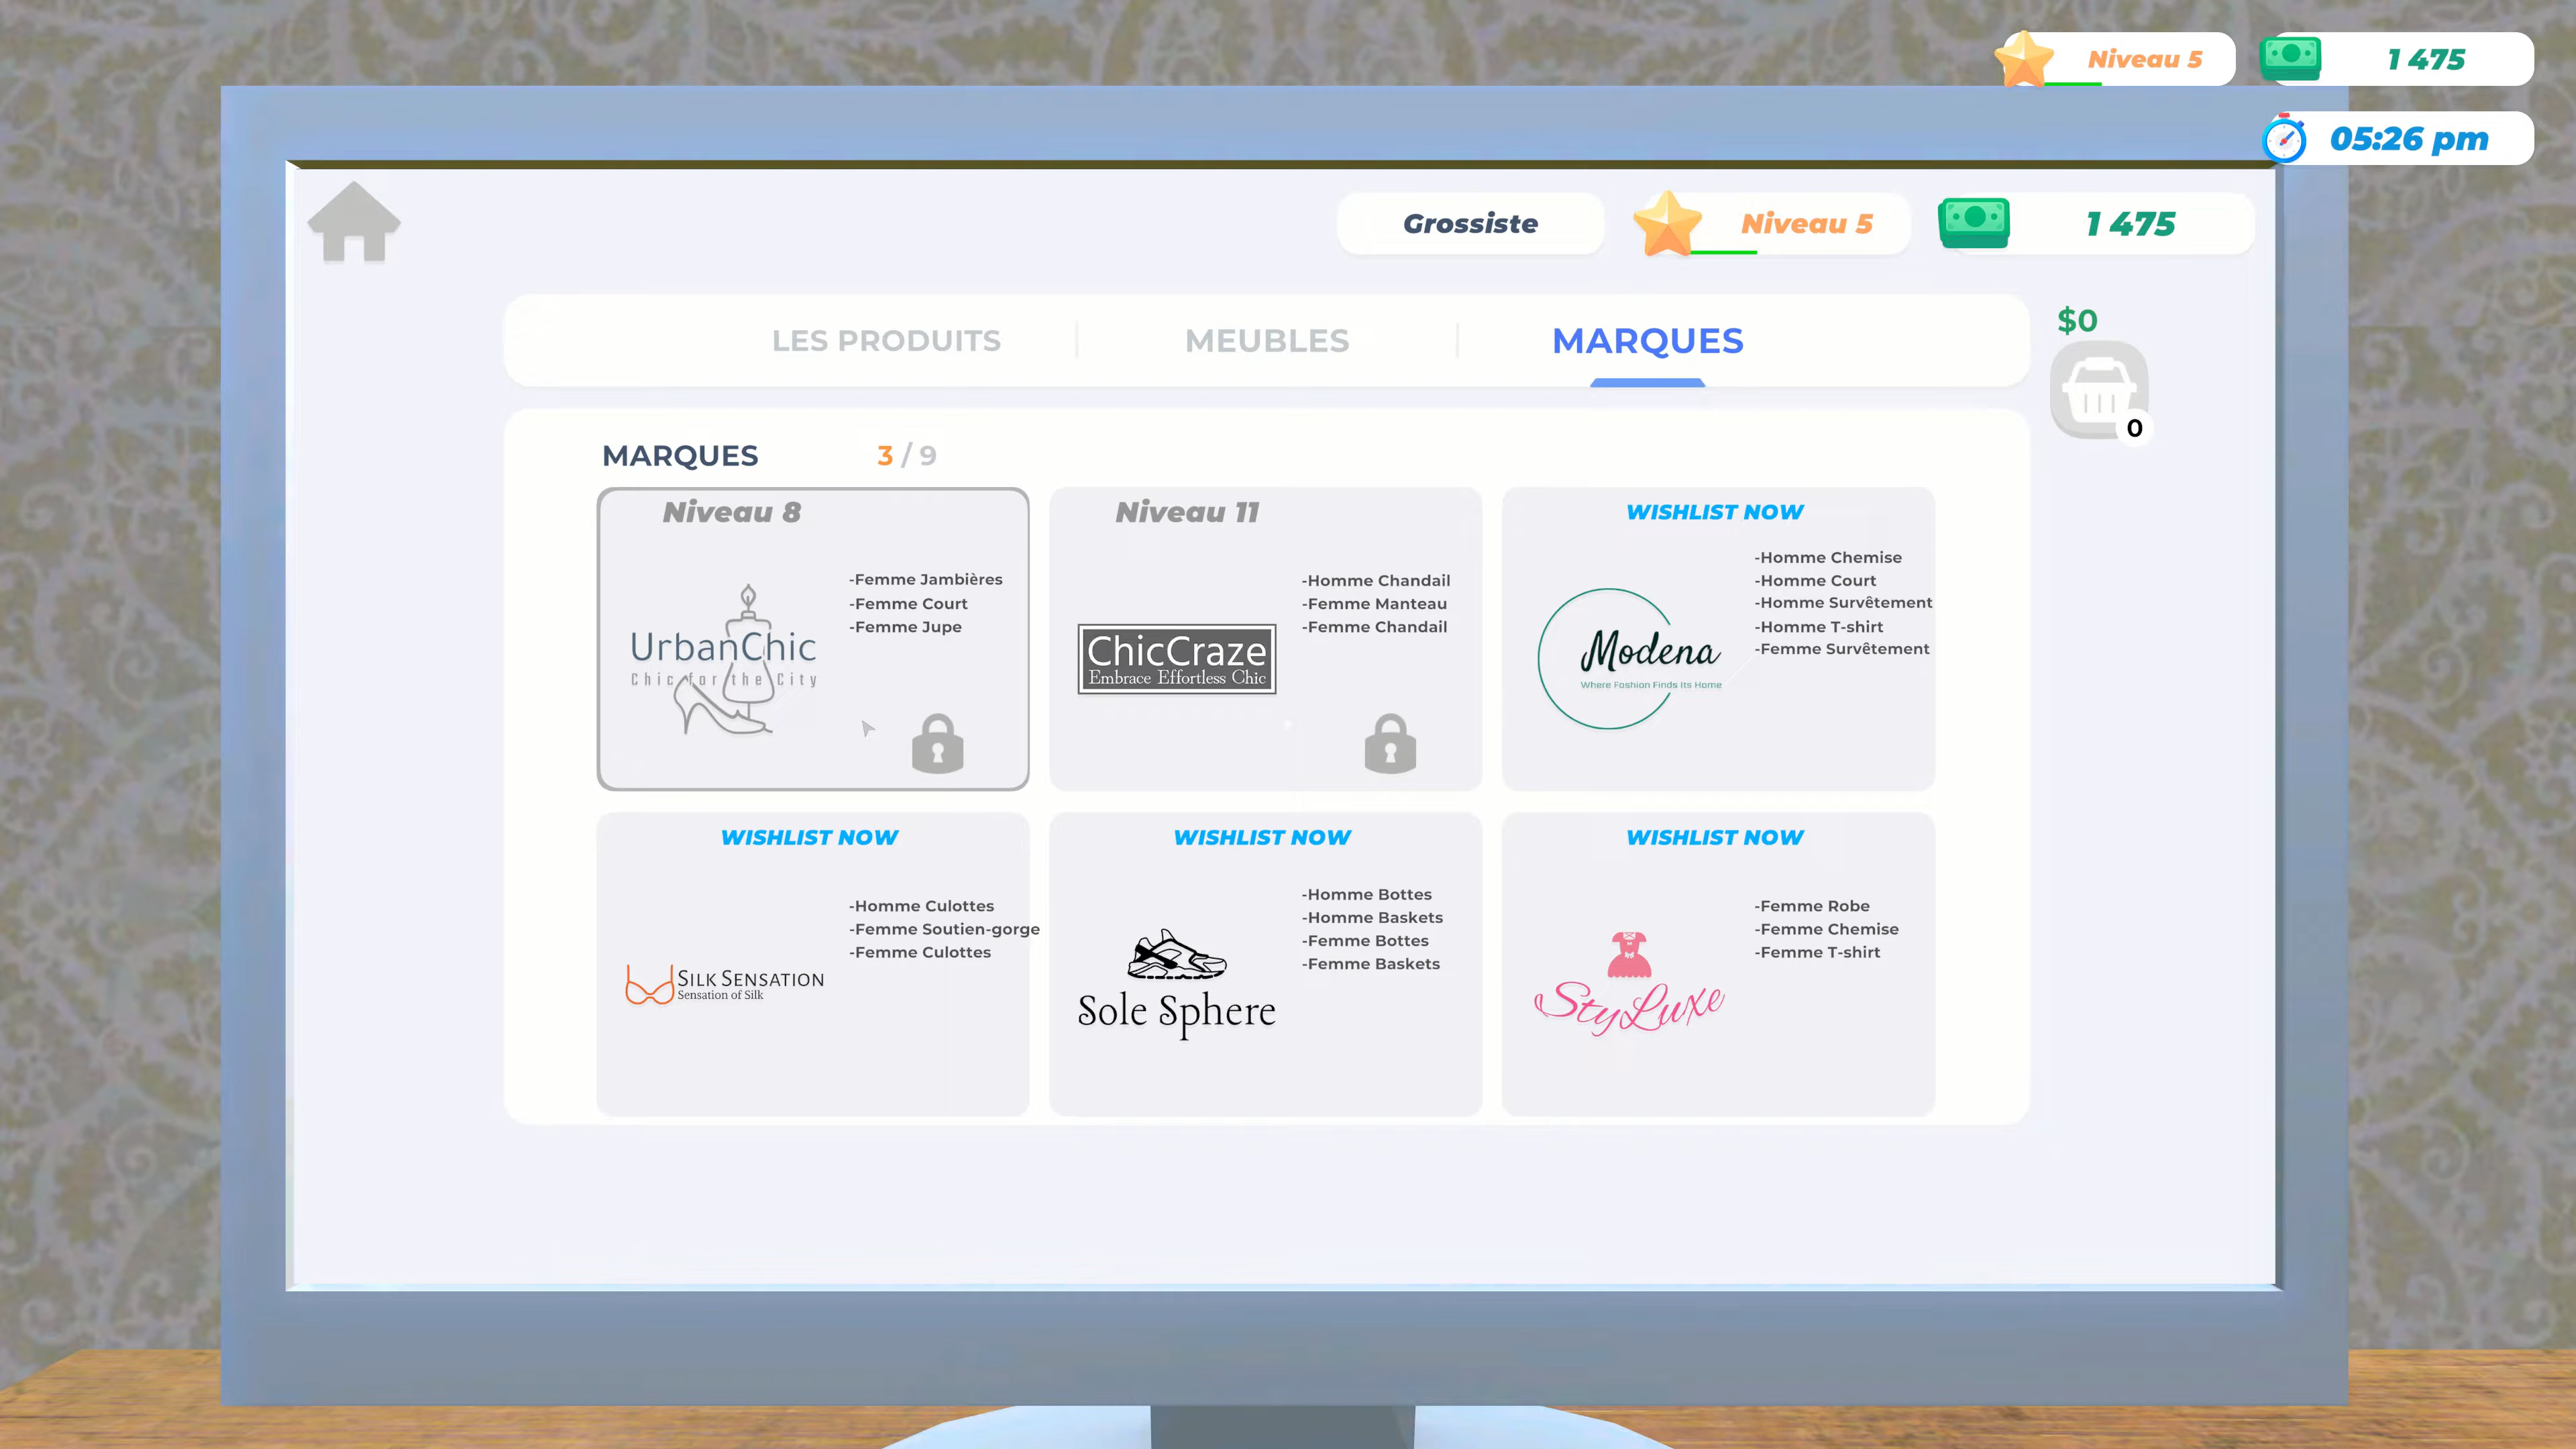 Niveau 5
1 475
05:26 pm
Grossiste
Niveau 5
1 475
LES PRODUITS
MEUBLES
MARQUES
$0
0
MARQUES 3 / 9
Niveau 8
UrbanChic
Chic for the City
-Femme Jambières
-Femme Court
-Femme Jupe
Niveau 11
ChicCraze
Embrace Effortless Chic
-Homme Chandail
-Femme Manteau
-Femme Chandail
WISHLIST NOW
Modena
Where Fashion Finds Its Home
-Homme Chemise
-Homme Court
-Homme Survêtement
-Homme T-shirt
-Femme Survêtement
WISHLIST NOW
SILK SENSATION
Sensation of Silk
-Homme Culottes
-Femme Soutien-gorge
-Femme Culottes
WISHLIST NOW
Sole Sphere
-Homme Bottes
-Homme Baskets
-Femme Bottes
-Femme Baskets
WISHLIST NOW
StyLuxe
-Femme Robe
-Femme Chemise
-Femme T-shirt